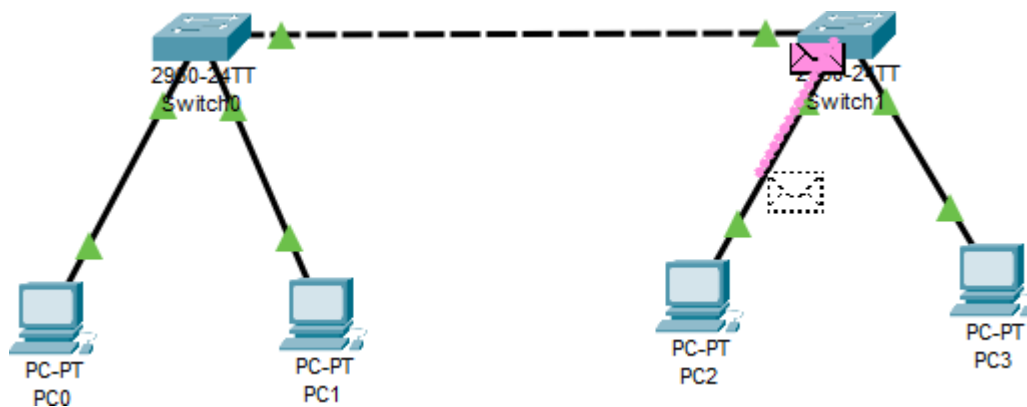 2960-24TT
Switch0
Switch1
PC-PT
PC0
PC-PT
PC1
PC-PT
PC2
PC-PT
PC3